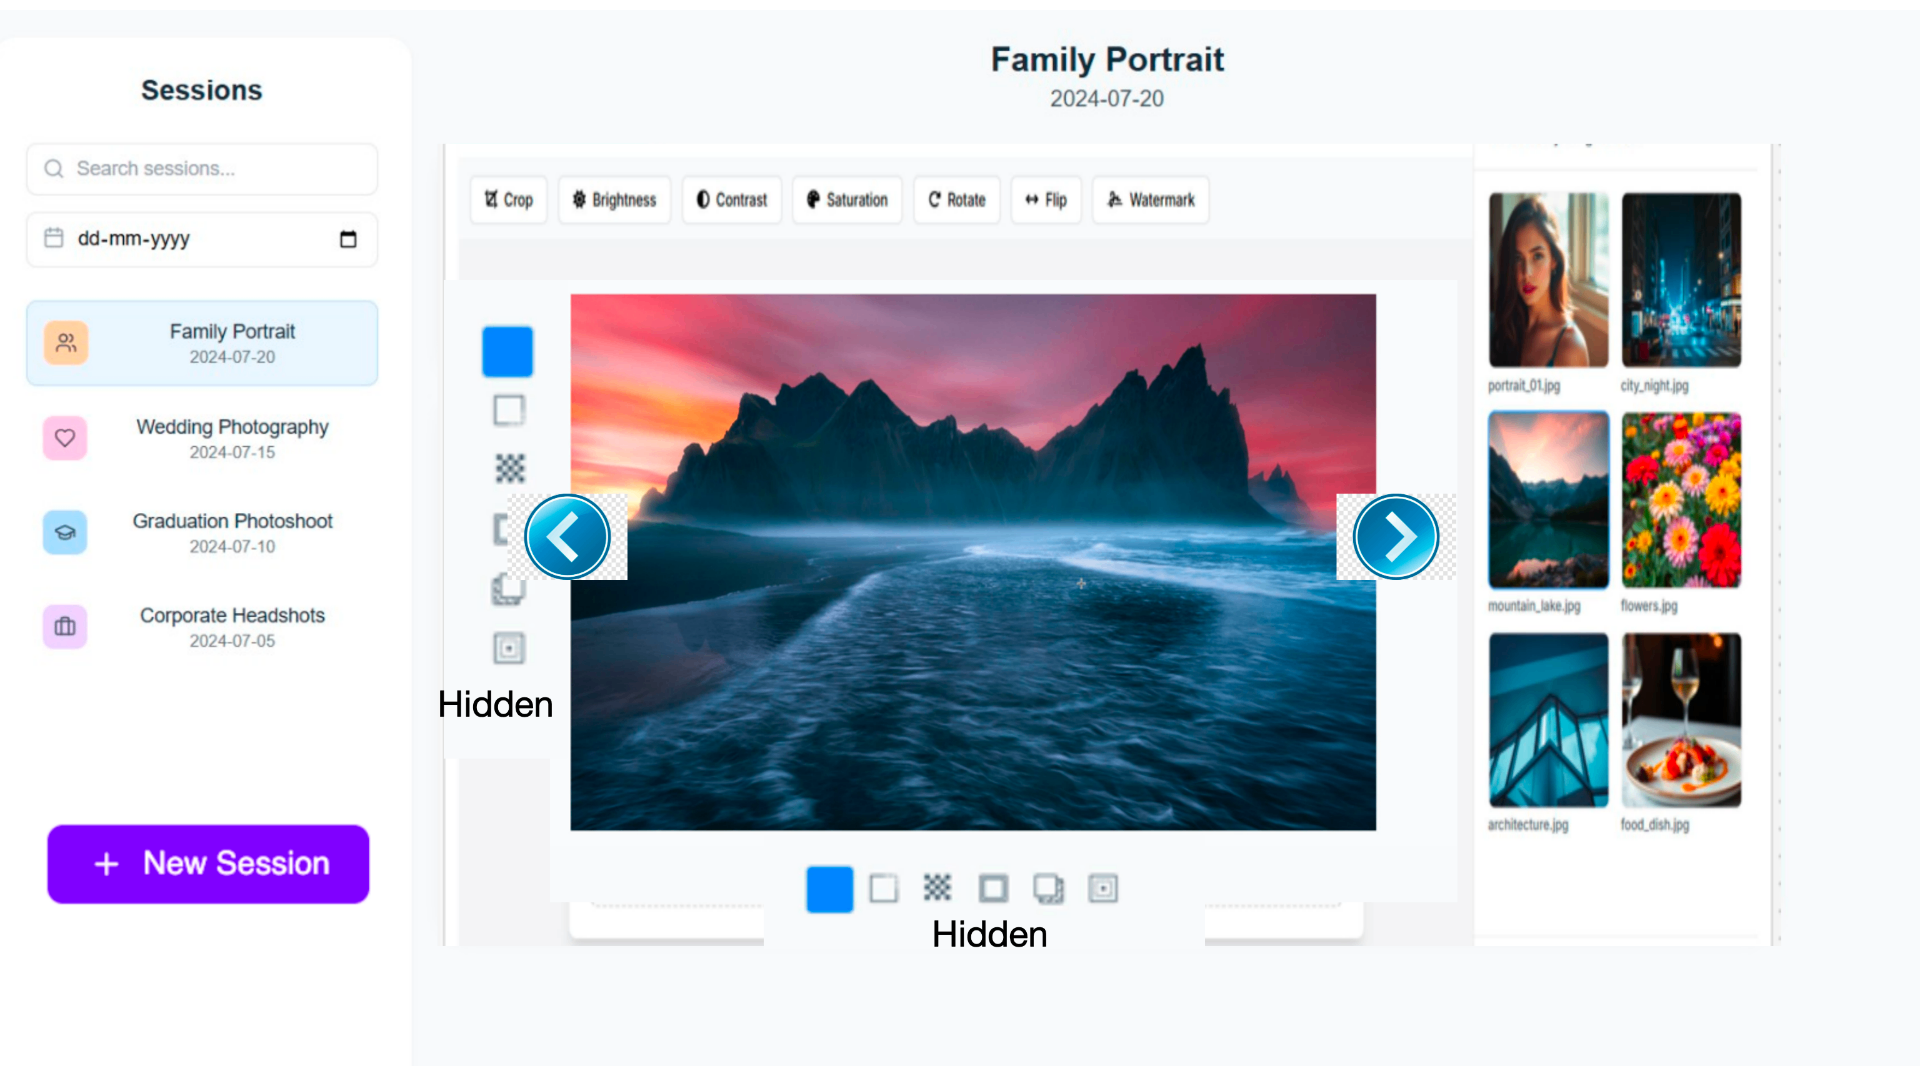 Sessions
Search sessions...
dd-mm-yyyy
Family Portrait
2024-07-20
Wedding Photography
2024-07-15
Graduation Photoshoot
2024-07-10
Corporate Headshots
2024-07-05
+ New Session
Family Portrait
2024-07-20
Crop
Brightness
Contrast
Saturation
Rotate
Flip
Watermark
Hidden
Hidden
portrait_01.jpg
city_night.jpg
mountain_lake.jpg
flowers.jpg
architecture.jpg
food_dish.jpg